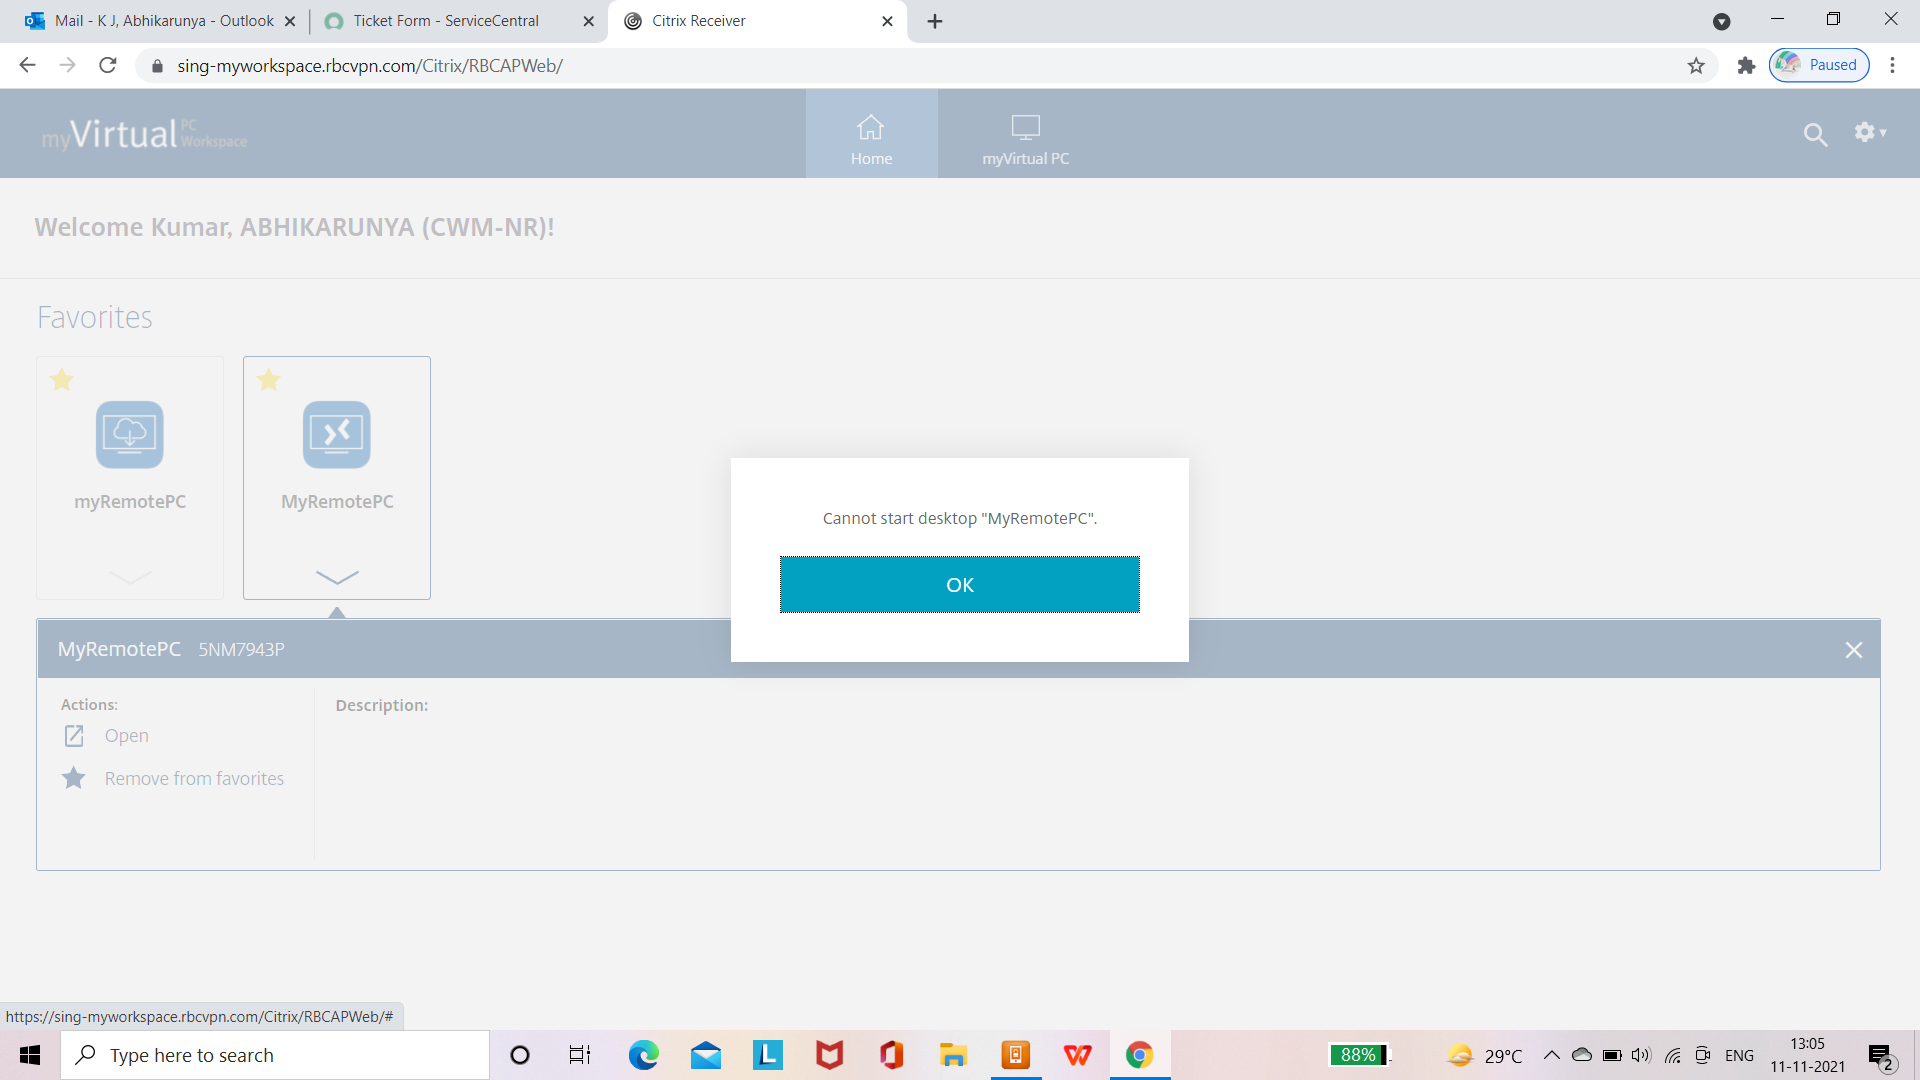 Mail - K J, Abhikarunya - Outlook
Ticket Form - ServiceCentral
Citrix Receiver
sing-myworkspace.rbcvpn.com/Citrix/RBCAPWeb/
Paused
myVirtual PC Workspace
Home
myVirtual PC
Welcome Kumar, ABHIKARUNYA (CWM-NR)!
Favorites
myRemotePC
MyRemotePC
Cannot start desktop "MyRemotePC".
OK
MyRemotePC 5NM7943P
Actions:
Description:
Open
Remove from favorites
https://sing-myworkspace.rbcvpn.com/Citrix/RBCAPWeb/#
Type here to search
L
88%
29°C
ENG
13:05
11-11-2021
2